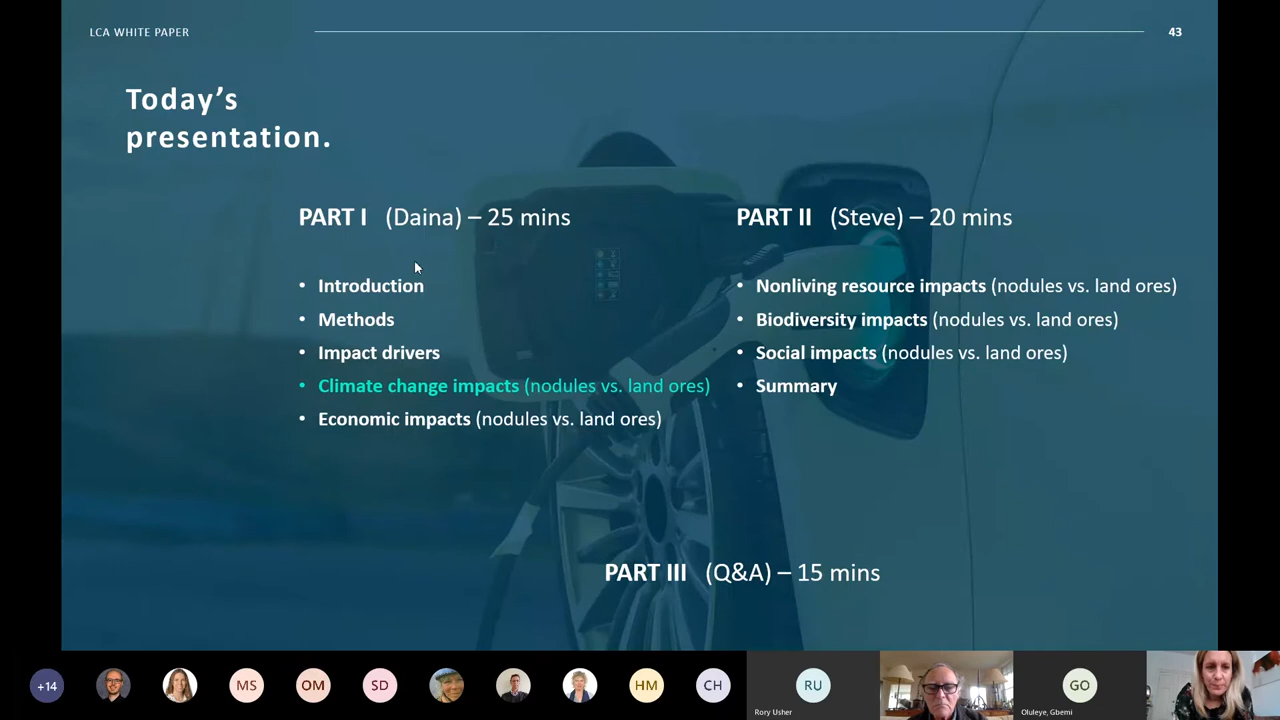 LCA WHITE PAPER
43
Today’s
presentation.
PART I (Daina) – 25 mins
• Introduction
• Methods
• Impact drivers
• Climate change impacts (nodules vs. land ores)
• Economic impacts (nodules vs. land ores)
PART II (Steve) – 20 mins
• Nonliving resource impacts (nodules vs. land ores)
• Biodiversity impacts (nodules vs. land ores)
• Social impacts (nodules vs. land ores)
• Summary
PART III (Q&A) – 15 mins
+14
MS
OM
SD
HM
CH
RU
Rory Usher
GO
Oluleye, Gbemi